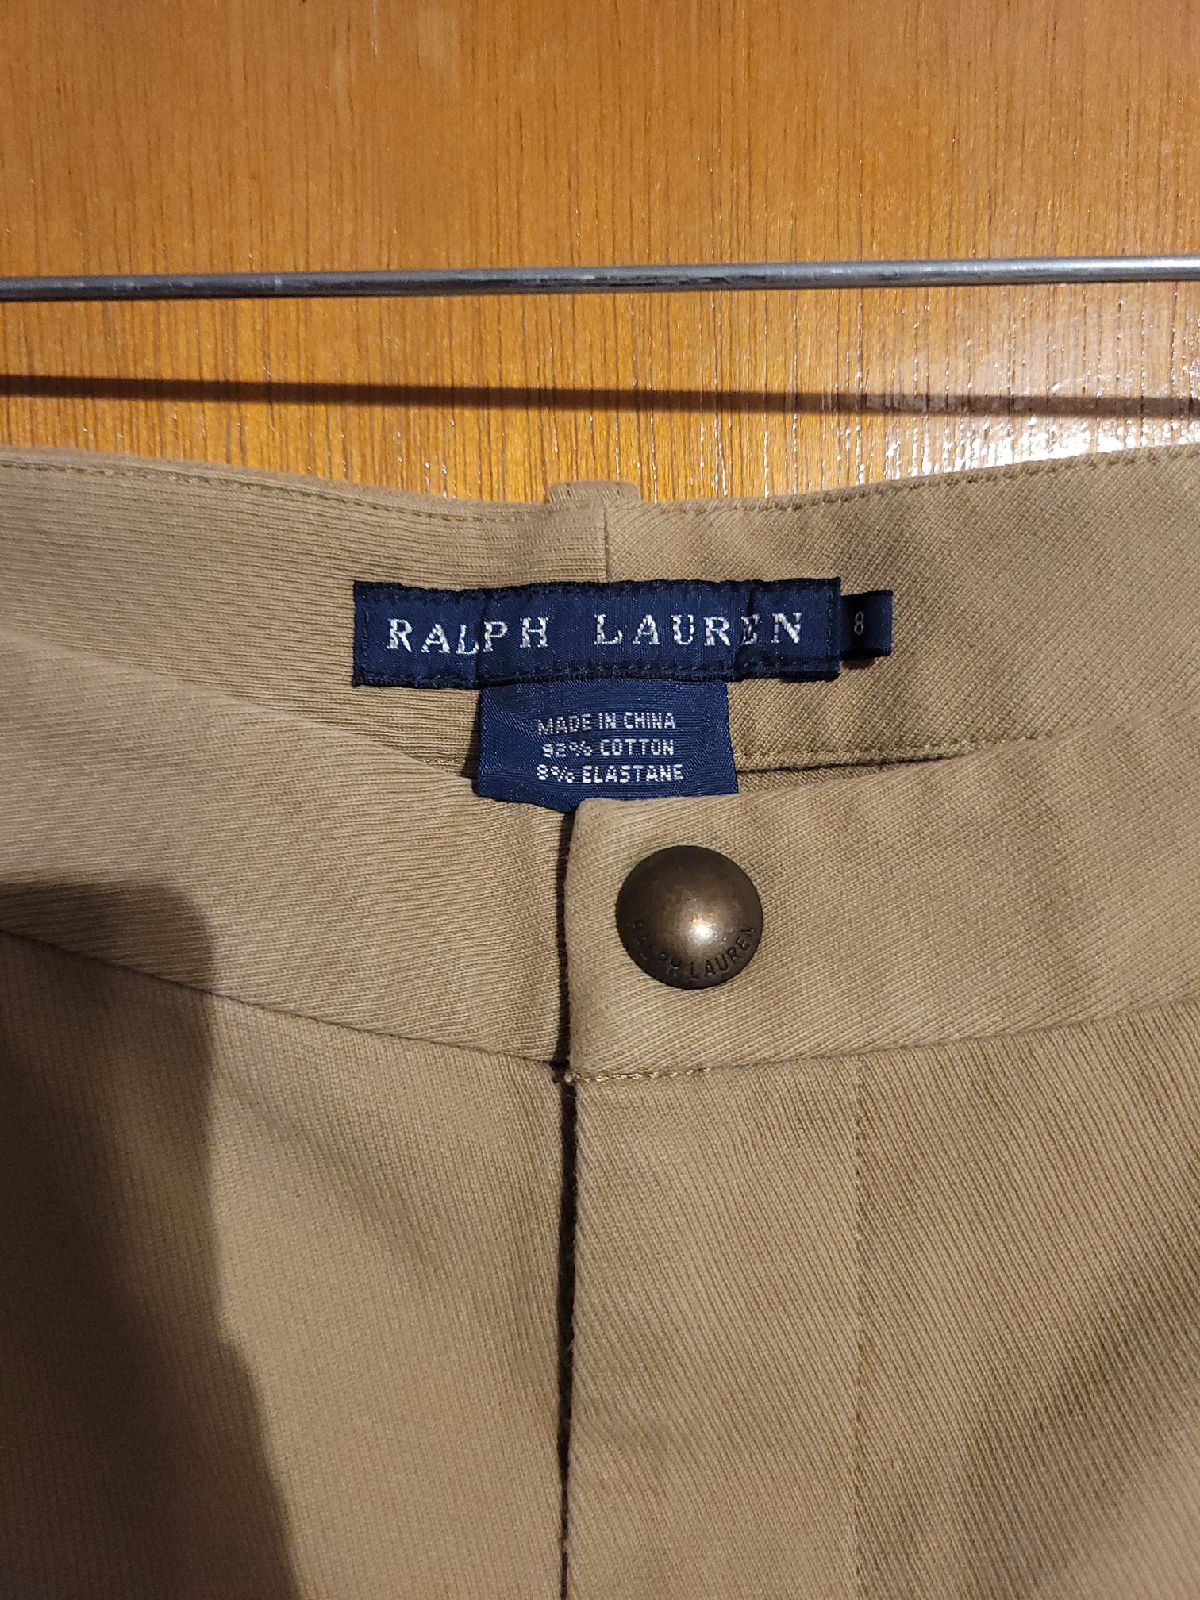 RALPH LAUREN
8
MADE IN CHINA
92% COTTON
8% ELASTANE
RALPH LAUREN